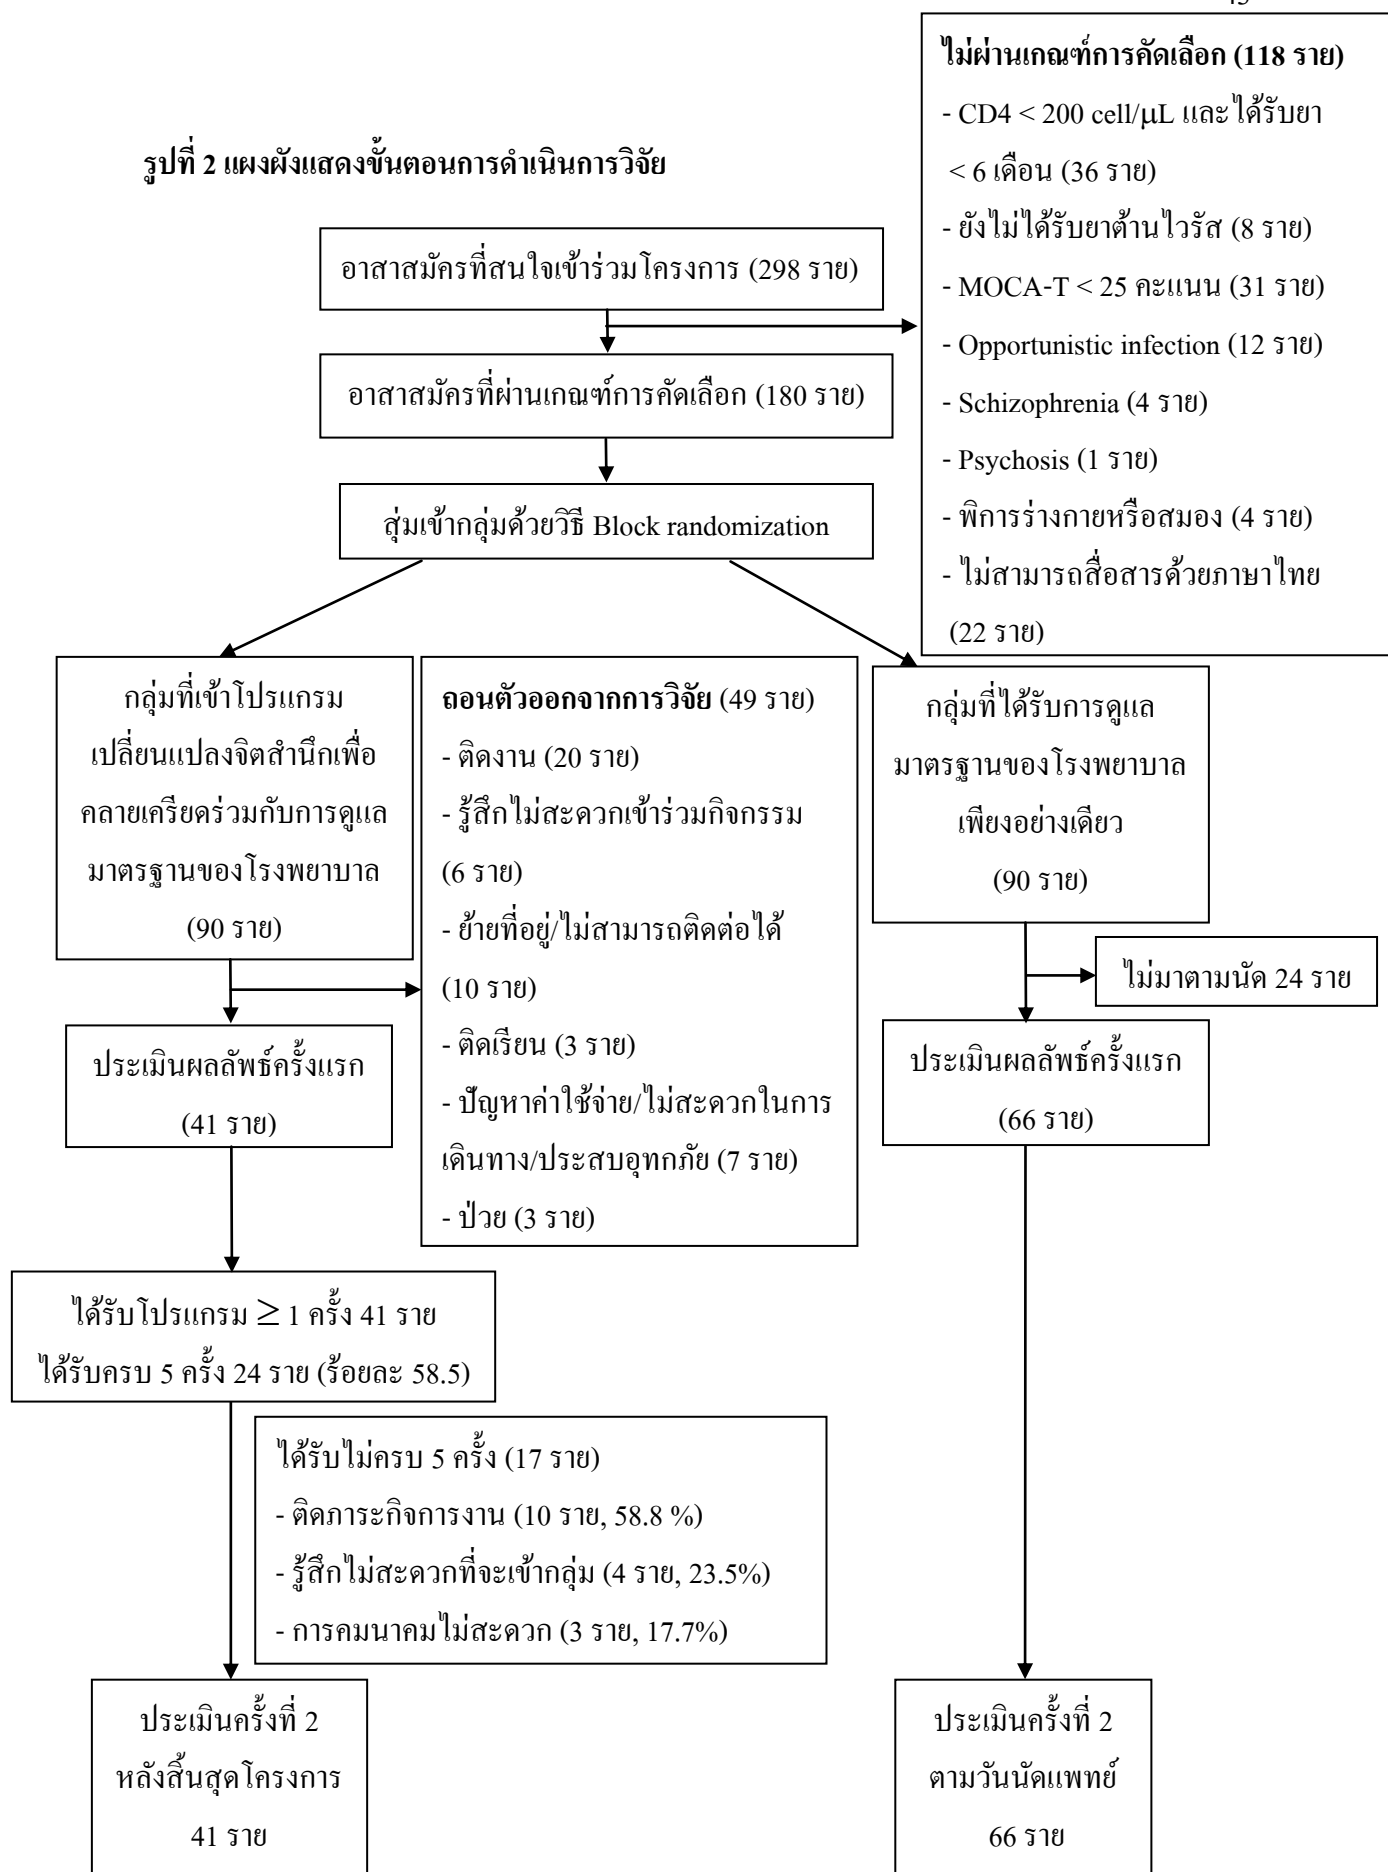 ไม่ผ่านเกณฑ์การคัดเลือก (118 ราย)
- CD4 < 200 cell/µL และได้รับยา
< 6 เดือน (36 ราย)
- ยังไม่ได้รับยาต้านไวรัส (8 ราย)
- MOCA-T < 25 คะแนน (31 ราย)
- Opportunistic infection (12 ราย)
- Schizophrenia (4 ราย)
- Psychosis (1 ราย)
- พิการร่างกายหรือสมอง (4 ราย)
- ไม่สามารถสื่อสารด้วยภาษาไทย
(22 ราย)
รูปที่ 2 แผงผังแสดงขั้นตอนการดำเนินการวิจัย
อาสาสมัครที่สนใจเข้าร่วมโครงการ (298 ราย)
อาสาสมัครที่ผ่านเกณฑ์การคัดเลือก (180 ราย)
สุ่มเข้ากลุ่มด้วยวิธี Block randomization
กลุ่มที่เข้าโปรแกรม
เปลี่ยนแปลงจิตสำนึกเพื่อ
คลายเครียดร่วมกับการดูแล
มาตรฐานของโรงพยาบาล
(90 ราย)
ถอนตัวออกจากการวิจัย (49 ราย)
- ติดงาน (20 ราย)
- รู้สึกไม่สะดวกเข้าร่วมกิจกรรม
(6 ราย)
- ย้ายที่อยู่/ไม่สามารถติดต่อได้
(10 ราย)
- ติดเรียน (3 ราย)
- ปัญหาค่าใช้จ่าย/ไม่สะดวกในการ
เดินทาง/ประสบอุทกภัย (7 ราย)
- ป่วย (3 ราย)
กลุ่มที่ได้รับการดูแล
มาตรฐานของโรงพยาบาล
เพียงอย่างเดียว
(90 ราย)
ไม่มาตามนัด 24 ราย
ประเมินผลลัพธ์ครั้งแรก
(41 ราย)
ประเมินผลลัพธ์ครั้งแรก
(66 ราย)
ได้รับโปรแกรม ≥ 1 ครั้ง 41 ราย
ได้รับครบ 5 ครั้ง 24 ราย (ร้อยละ 58.5)
ได้รับไม่ครบ 5 ครั้ง (17 ราย)
- ติดภาระกิจการงาน (10 ราย, 58.8 %)
- รู้สึกไม่สะดวกที่จะเข้ากลุ่ม (4 ราย, 23.5%)
- การคมนาคมไม่สะดวก (3 ราย, 17.7%)
ประเมินครั้งที่ 2
หลังสิ้นสุดโครงการ
41 ราย
ประเมินครั้งที่ 2
ตามวันนัดแพทย์
66 ราย